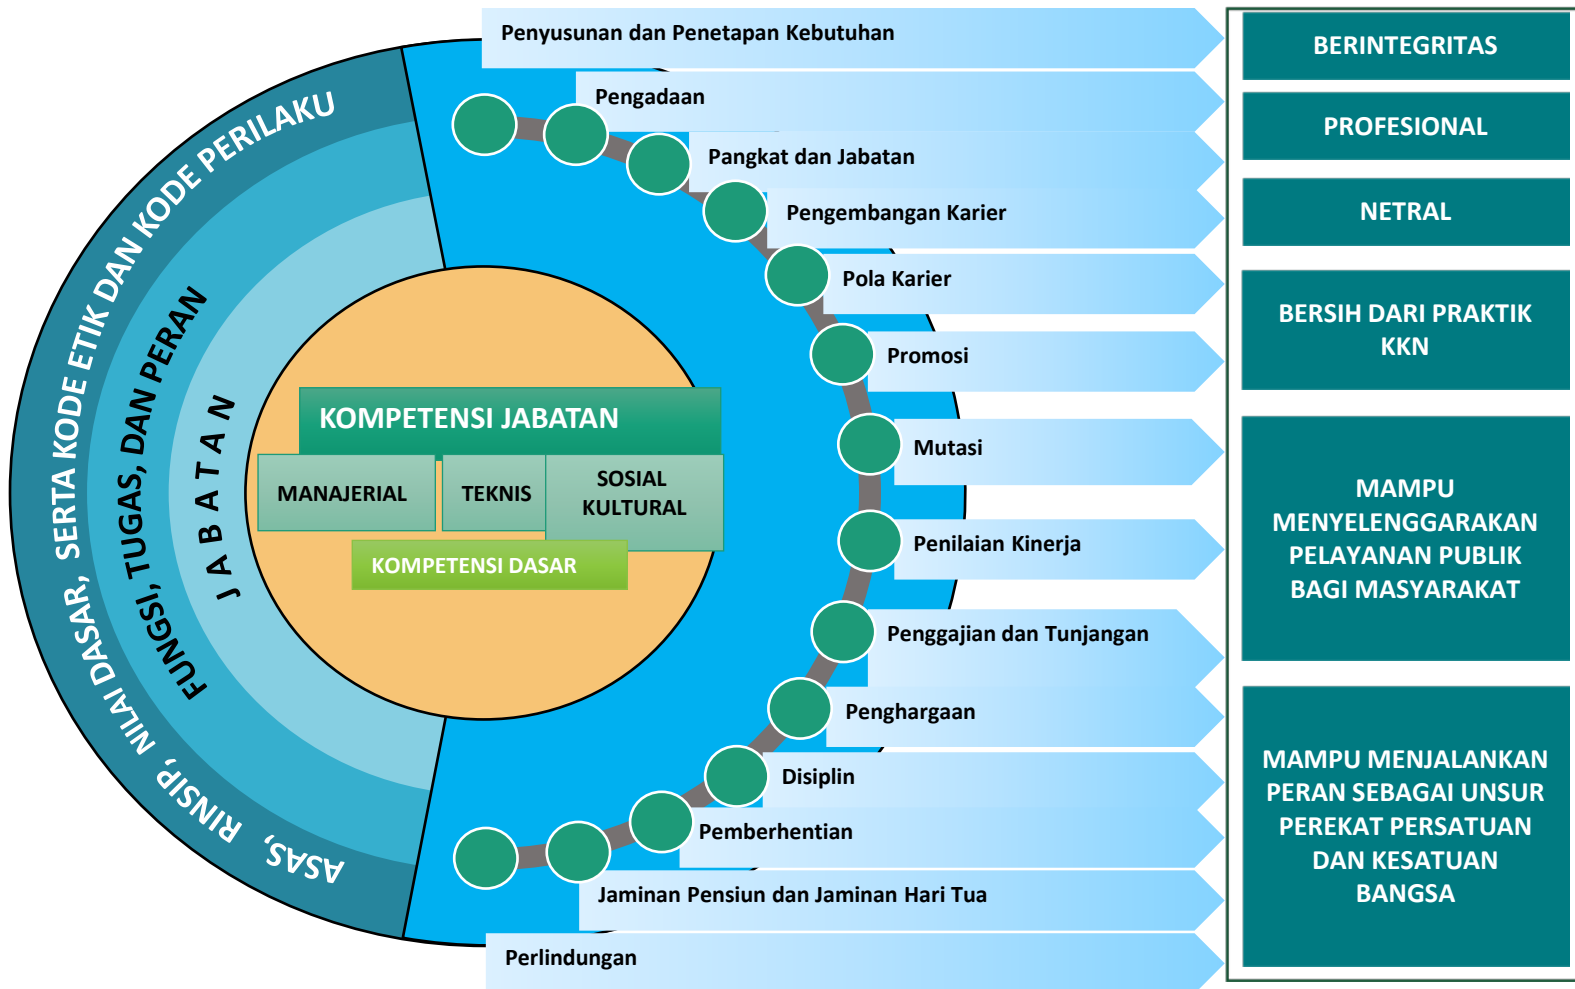 ASAS, RINSIP, NILAI DASAR, SERTA KODE ETIK DAN KODE PERILAKU
FUNGSI, TUGAS, DAN PERAN
JABATAN
KOMPETENSI JABATAN
MANAJERIAL
TEKNIS
SOSIAL
KULTURAL
KOMPETENSI DASAR
Penyusunan dan Penetapan Kebutuhan
Pengadaan
Pangkat dan Jabatan
Pengembangan Karier
Pola Karier
Promosi
Mutasi
Penilaian Kinerja
Penggajian dan Tunjangan
Penghargaan
Disiplin
Pemberhentian
Jaminan Pensiun dan Jaminan Hari Tua
Perlindungan
BERINTEGRITAS
PROFESIONAL
NETRAL
BERSIH DARI PRAKTIK
KKN
MAMPU
MENYELENGGARAKAN
PELAYANAN PUBLIK
BAGI MASYARAKAT
MAMPU MENJALANKAN
PERAN SEBAGAI UNSUR
PEREKAT PERSATUAN
DAN KESATUAN
BANGSA